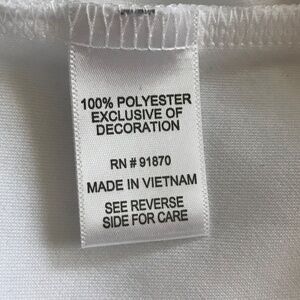 100% POLYESTER
EXCLUSIVE OF
DECORATION
RN # 91870
MADE IN VIETNAM
SEE REVERSE
SIDE FOR CARE